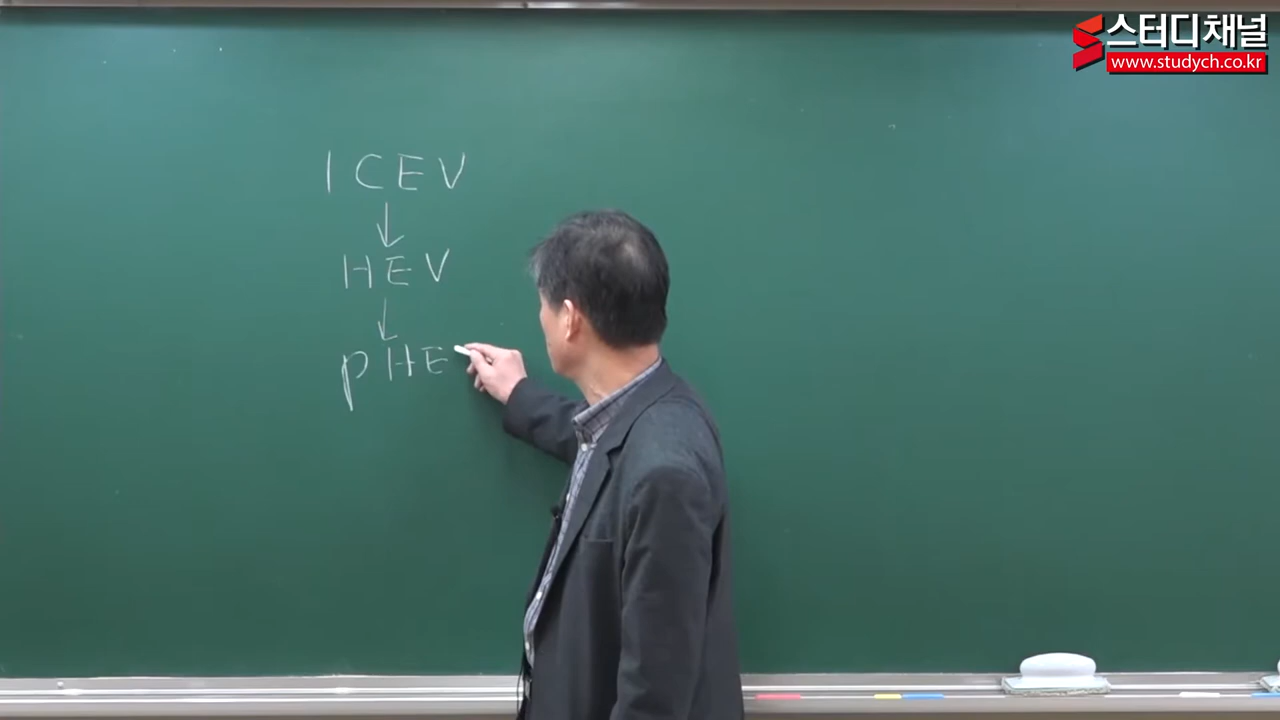 스터디채널
www.studych.co.kr
ICEV
↓
HEV
↓
PHE